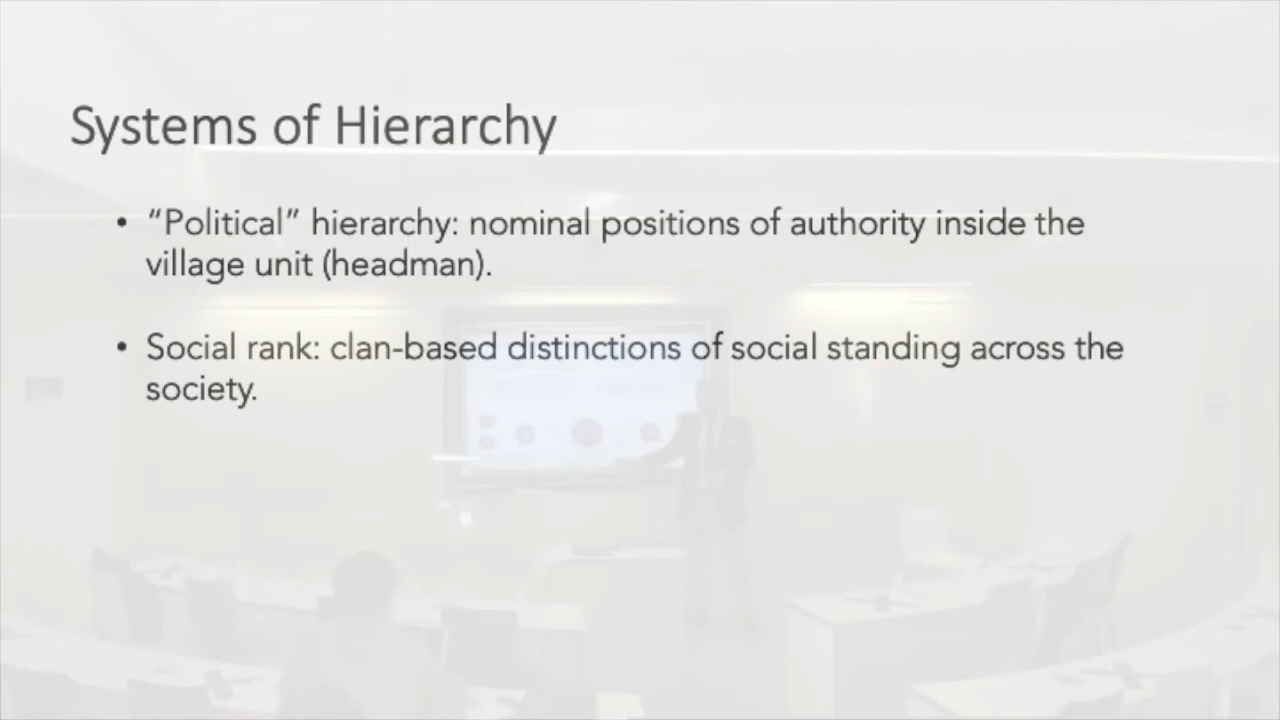 Systems of Hierarchy
• “Political” hierarchy: nominal positions of authority inside the
village unit (headman).
• Social rank: clan-based distinctions of social standing across the
society.